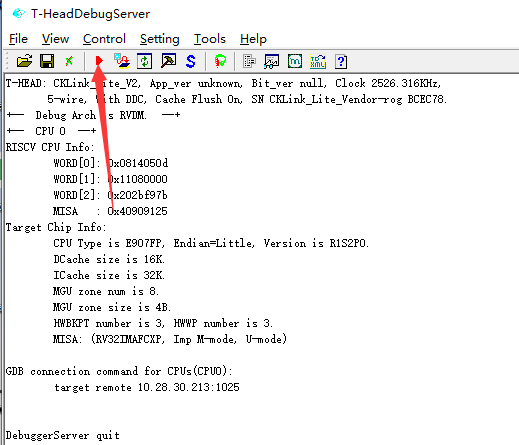 T-HeadDebugServer
File View Control Setting Tools Help
T-HEAD: CKLink_Lite_V2, App_ver unknown, Bit_ver null, Clock 2526.316KHz,
5-wire, With DDC, Cache Flush On, SN CKLink_Lite_Vendor-rog BCEC78.
+-- Debug Arch is RVDM. --+
+-- CPU 0 --+
RISCV CPU Info:
WORD[0]: 0x0814050d
WORD[1]: 0x11080000
WORD[2]: 0x202bf97b
MISA : 0x40909125
Target Chip Info:
CPU Type is E907FP, Endian=Little, Version is R1S2P0.
DCache size is 16K.
ICache size is 32K.
MGU zone num is 8.
MGU zone size is 4B.
HWBKPT number is 3, HWWP number is 3.
MISA: (RV32IMAFCXP, Imp M-mode, U-mode)
GDB connection command for CPUs(CPU0):
target remote 10.28.30.213:1025
DebuggerServer quit